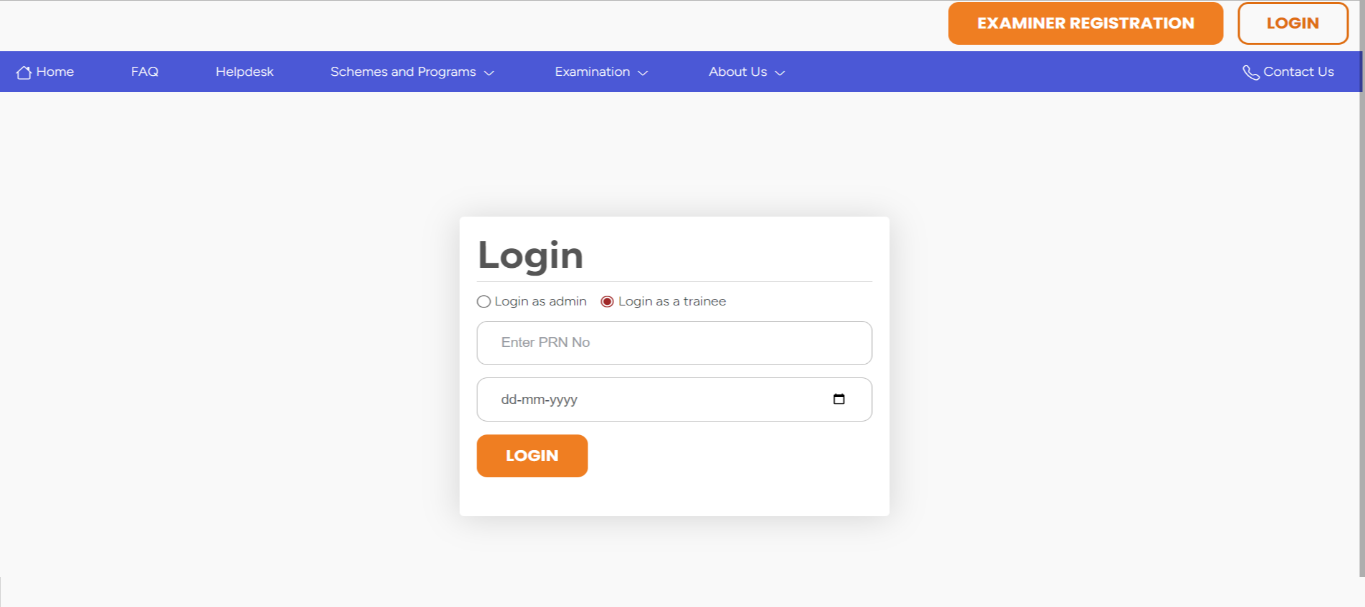 EXAMINER REGISTRATION LOGIN
Home FAQ Helpdesk Schemes and Programs Examination About Us Contact Us
Login
Login as admin Login as a trainee
Enter PRN No
dd-mm-yyyy
LOGIN